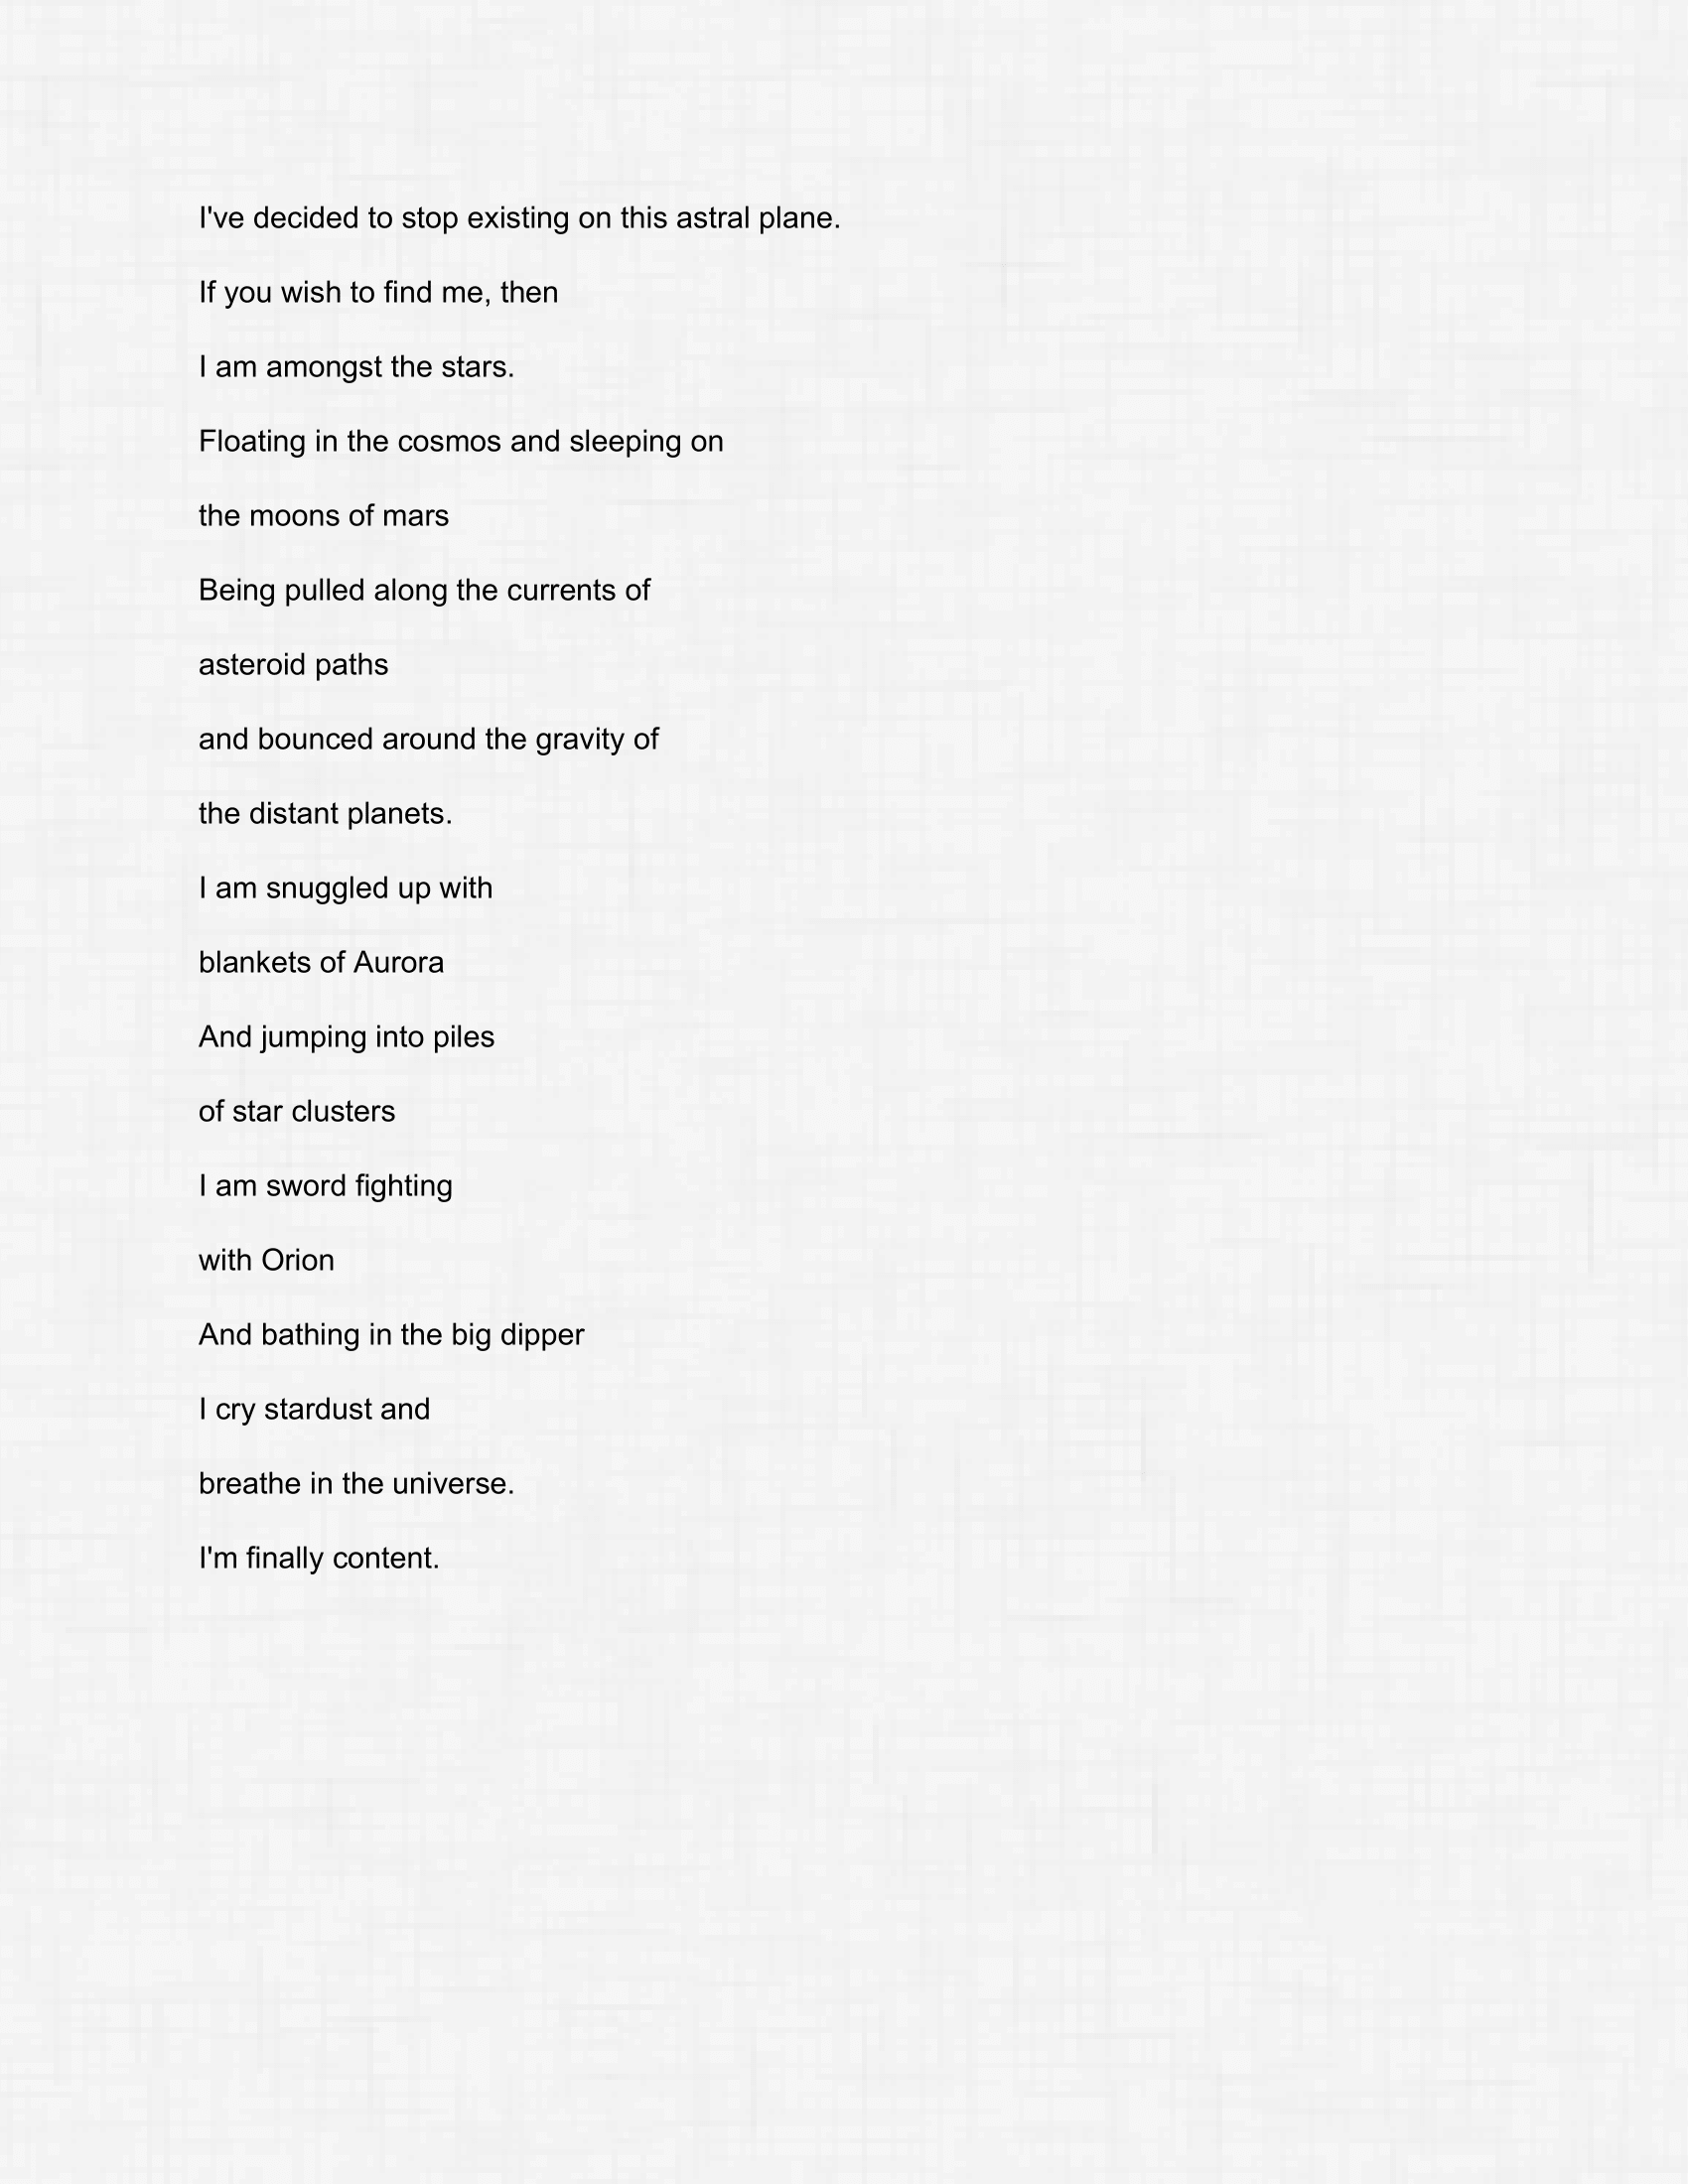 I've decided to stop existing on this astral plane.
If you wish to find me, then
I am amongst the stars.
Floating in the cosmos and sleeping on
the moons of mars
Being pulled along the currents of
asteroid paths
and bounced around the gravity of
the distant planets.
I am snuggled up with
blankets of Aurora
And jumping into piles
of star clusters
I am sword fighting
with Orion
And bathing in the big dipper
I cry stardust and
breathe in the universe.
I'm finally content.